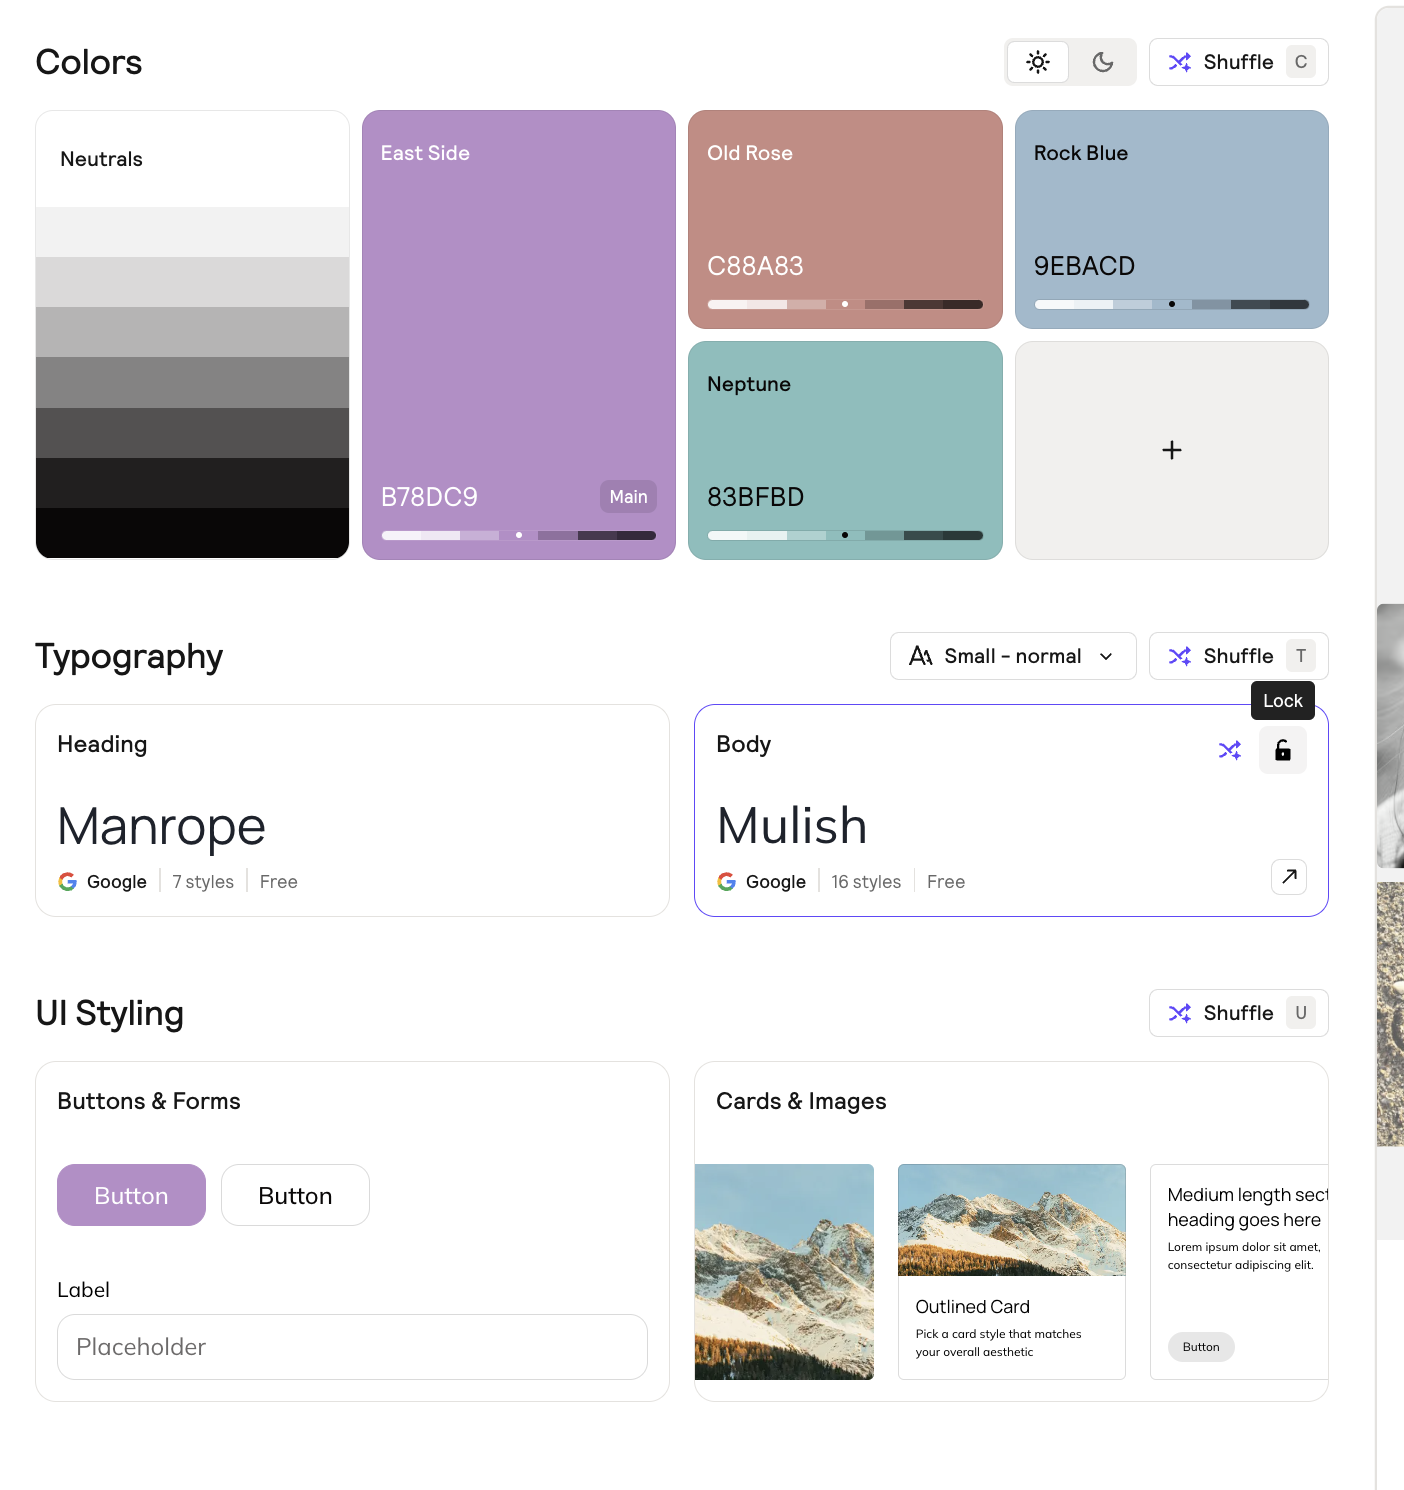 Colors
Shuffle C
Neutrals
East Side
B78DC9
Main
Old Rose
C88A83
Rock Blue
9EBACD
Neptune
83BFBD
Typography
Small - normal
Shuffle T
Lock
Heading
Manrope
Google 7 styles Free
Body
Mulish
Google 16 styles Free
UI Styling
Shuffle U
Buttons & Forms
Button Button
Label
Placeholder
Cards & Images
Outlined Card
Pick a card style that matches
your overall aesthetic
Medium length sect
heading goes here
Lorem ipsum dolor sit amet,
consectetur adipiscing elit.
Button